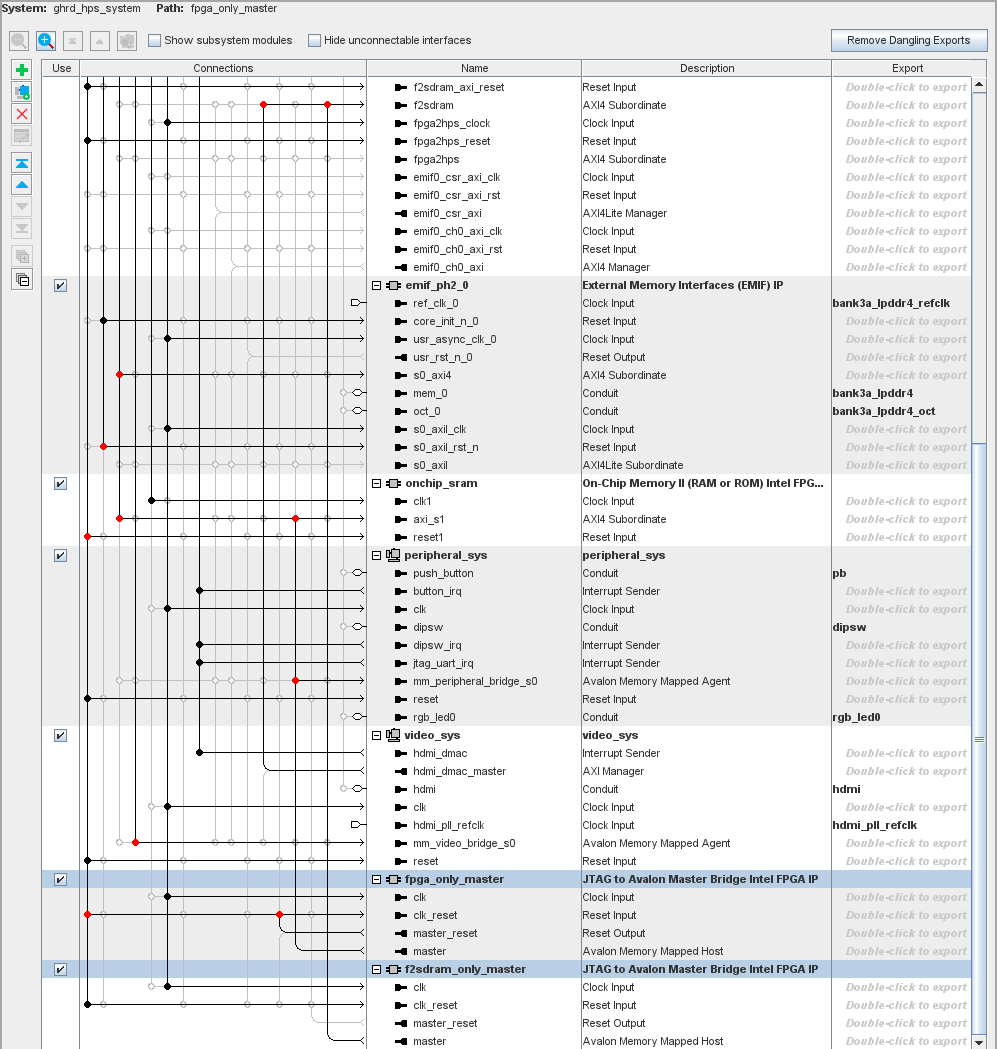 System: ghrd_hps_system Path: fpga_only_master
Show subsystem modules Hide unconnectable interfaces Remove Dangling Exports
Use Connections Name Description Export
f2sdram_axi_reset Reset Input Double-click to export
f2sdram AXI4 Subordinate Double-click to export
fpga2hps_clock Clock Input Double-click to export
fpga2hps_reset Reset Input Double-click to export
fpga2hps AXI4 Subordinate Double-click to export
emif0_csr_axi_clk Clock Input Double-click to export
emif0_csr_axi_rst Reset Input Double-click to export
emif0_csr_axi AXI4Lite Manager Double-click to export
emif0_ch0_axi_clk Clock Input Double-click to export
emif0_ch0_axi_rst Reset Input Double-click to export
emif0_ch0_axi AXI4 Manager Double-click to export
emif_ph2_0 External Memory Interfaces (EMIF) IP
ref_clk_0 Clock Input bank3a_lpddr4_refclk
core_init_n_0 Reset Input Double-click to export
usr_async_clk_0 Clock Input Double-click to export
usr_rst_n_0 Reset Output Double-click to export
s0_axi4 AXI4 Subordinate Double-click to export
mem_0 Conduit bank3a_lpddr4
oct_0 Conduit bank3a_lpddr4_oct
s0_axil_clk Clock Input Double-click to export
s0_axil_rst_n Reset Input Double-click to export
s0_axil AXI4Lite Subordinate Double-click to export
onchip_sram On-Chip Memory II (RAM or ROM) Intel FPG...
clk1 Clock Input Double-click to export
axi_s1 AXI4 Subordinate Double-click to export
reset1 Reset Input Double-click to export
peripheral_sys peripheral_sys
push_button Conduit pb
button_irq Interrupt Sender Double-click to export
clk Clock Input Double-click to export
dipsw Conduit dipsw
dipsw_irq Interrupt Sender Double-click to export
jtag_uart_irq Interrupt Sender Double-click to export
mm_peripheral_bridge_s0 Avalon Memory Mapped Agent Double-click to export
reset Reset Input Double-click to export
rgb_led0 Conduit rgb_led0
video_sys video_sys
hdmi_dmac Interrupt Sender Double-click to export
hdmi_dmac_master AXI Manager Double-click to export
hdmi Conduit hdmi
clk Clock Input Double-click to export
hdmi_pll_refclk Clock Input hdmi_pll_refclk
mm_video_bridge_s0 Avalon Memory Mapped Agent Double-click to export
reset Reset Input Double-click to export
fpga_only_master JTAG to Avalon Master Bridge Intel FPGA IP
clk Clock Input Double-click to export
clk_reset Reset Input Double-click to export
master_reset Reset Output Double-click to export
master Avalon Memory Mapped Host Double-click to export
f2sdram_only_master JTAG to Avalon Master Bridge Intel FPGA IP
clk Clock Input Double-click to export
clk_reset Reset Input Double-click to export
master_reset Reset Output Double-click to export
master Avalon Memory Mapped Host Double-click to export